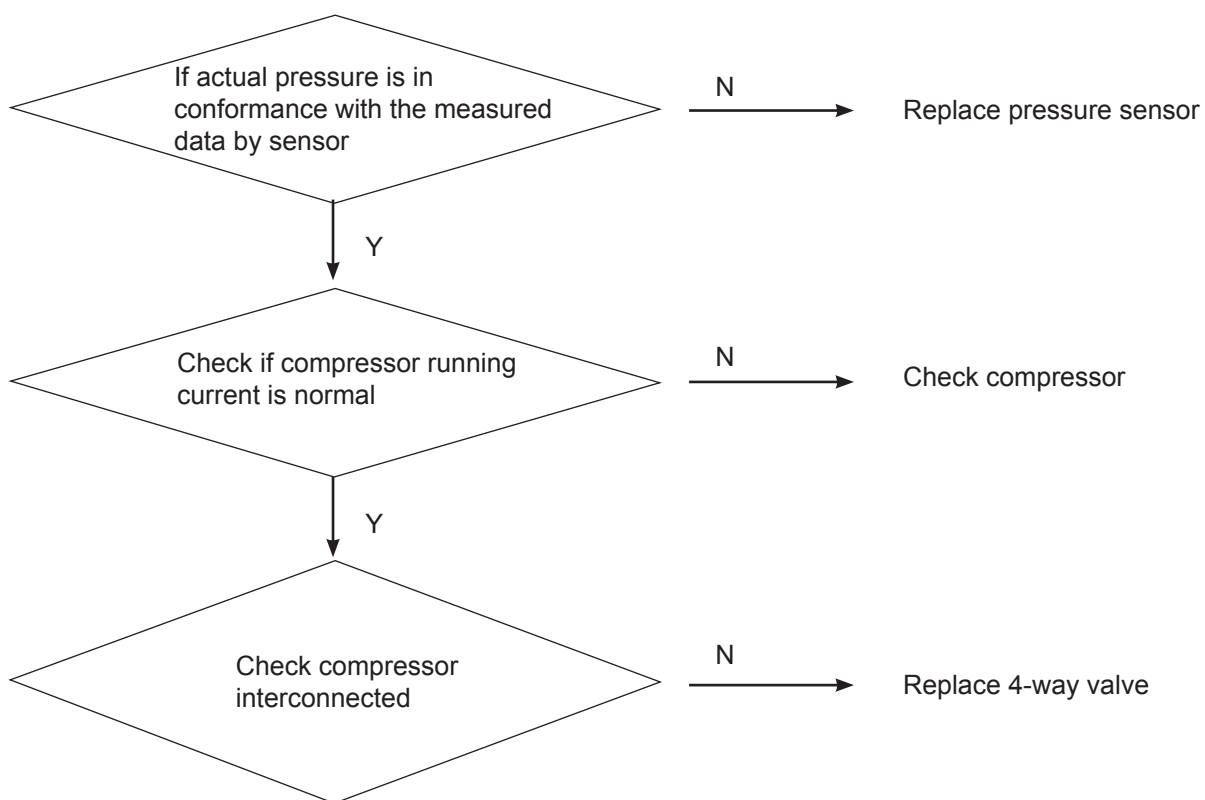 If actual pressure is in
conformance with the measured
data by sensor
N
Replace pressure sensor
Y
Check if compressor running
current is normal
N
Check compressor
Y
Check compressor
interconnected
N
Replace 4-way valve